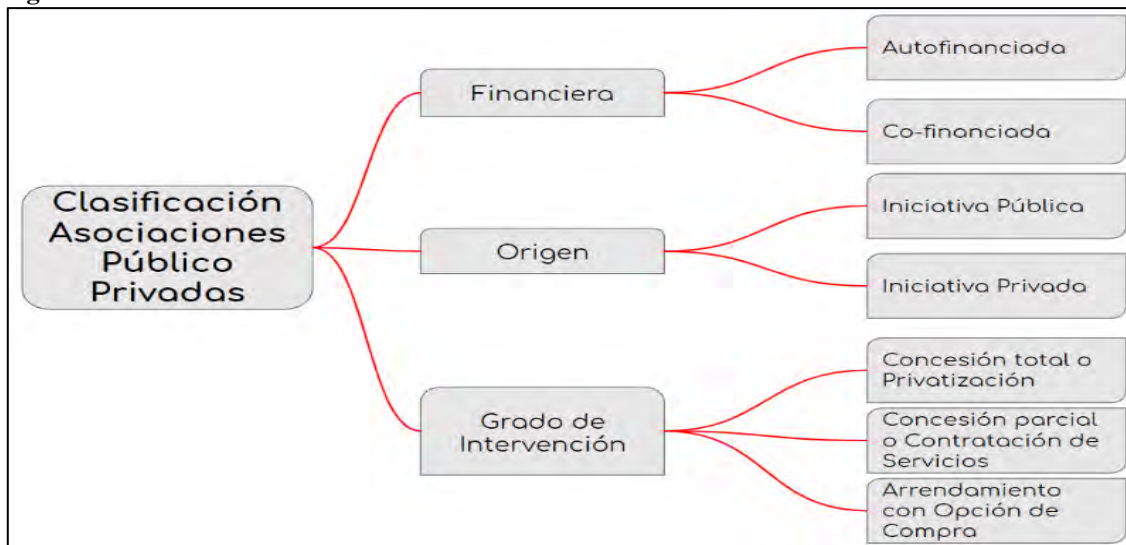 Clasificación
Asociaciones
Público
Privadas
Financiera
Autofinanciada
Co-financiada
Origen
Iniciativa Pública
Iniciativa Privada
Grado de
Intervención
Concesión total o
Privatización
Concesión parcial
o Contratación de
Servicios
Arrendamiento
con Opción de
Compra